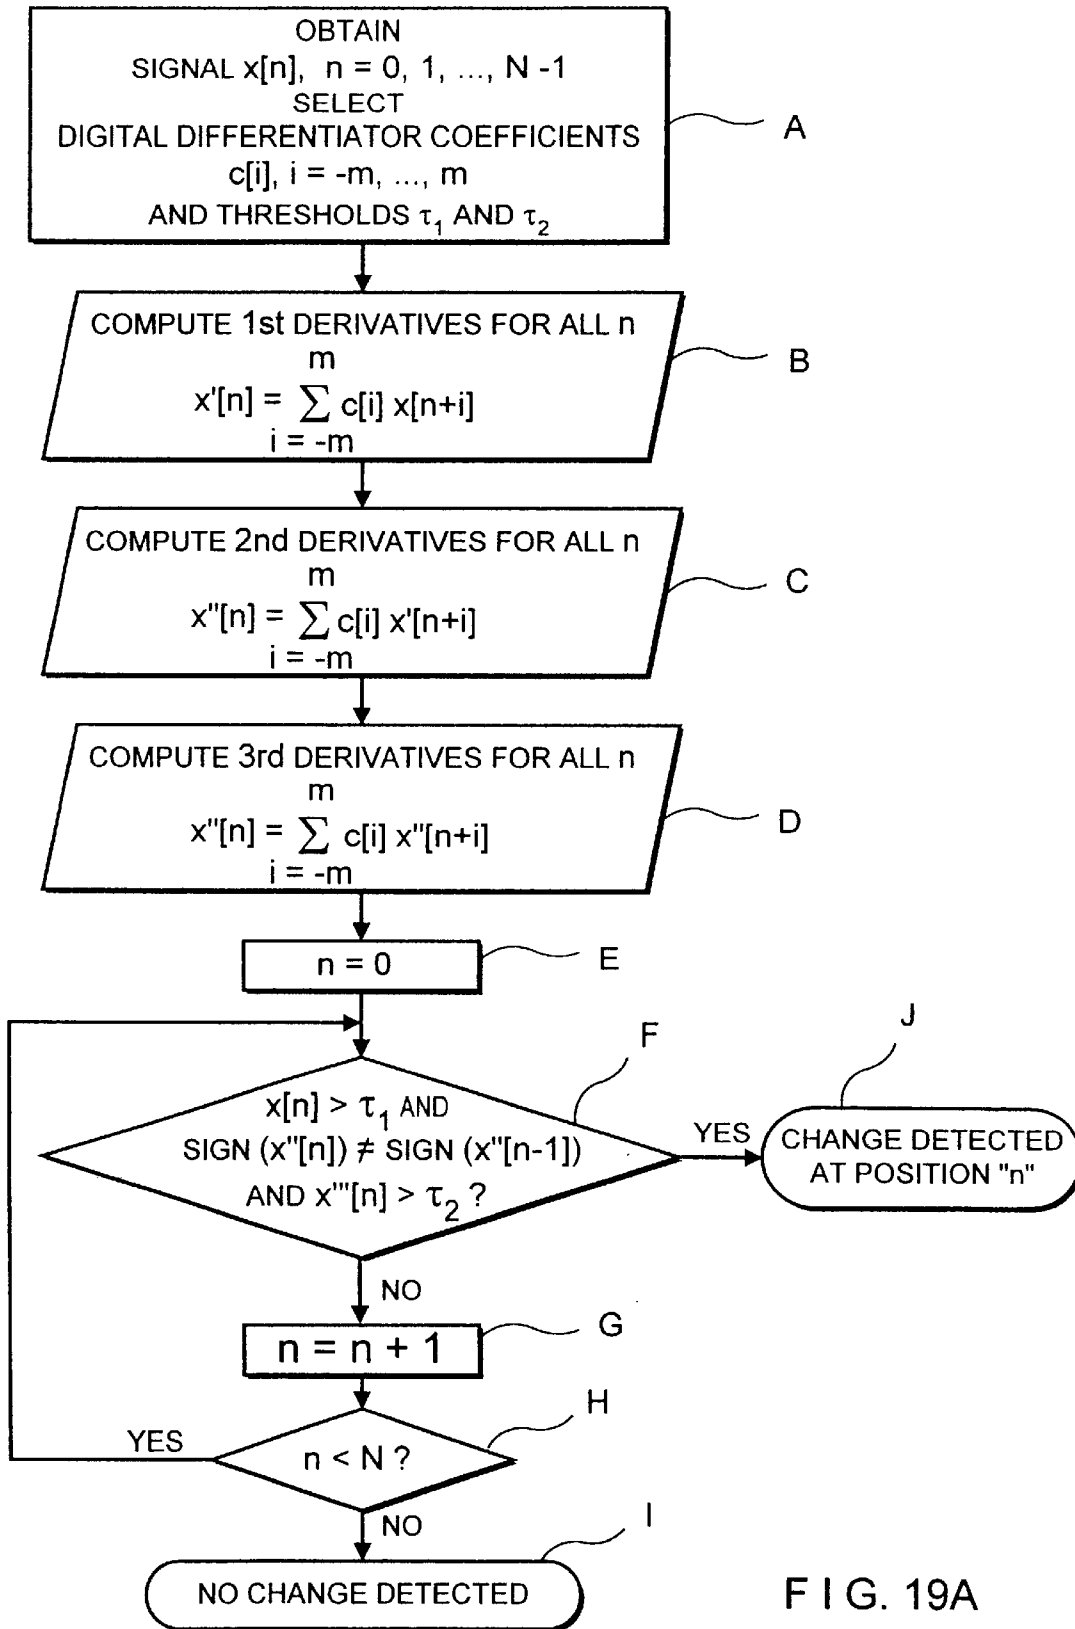 OBTAIN
SIGNAL x[n], n = 0, 1, ..., N -1
SELECT
DIGITAL DIFFERENTIATOR COEFFICIENTS
c[i], i = -m, ..., m
AND THRESHOLDS τ1 AND τ2
A
COMPUTE 1st DERIVATIVES FOR ALL n
m
x'[n] = ∑ c[i] x[n+i]
i = -m
B
COMPUTE 2nd DERIVATIVES FOR ALL n
m
x''[n] = ∑ c[i] x'[n+i]
i = -m
C
COMPUTE 3rd DERIVATIVES FOR ALL n
m
x''[n] = ∑ c[i] x''[n+i]
i = -m
D
n = 0
E
x[n] > τ1 AND
SIGN (x''[n]) ≠ SIGN (x''[n-1])
AND x'''[n] > τ2 ?
F
YES
CHANGE DETECTED
AT POSITION "n"
J
NO
n = n + 1
G
n < N ?
H
YES
NO
NO CHANGE DETECTED
I
F I G. 19A